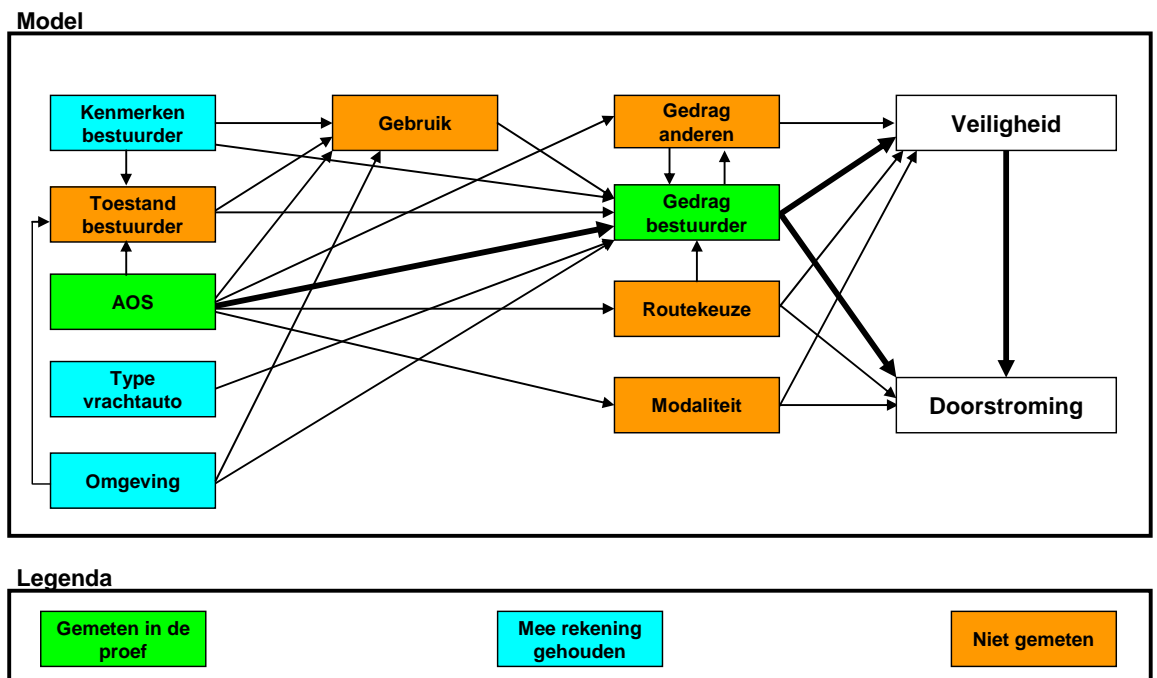 Model
Kenmerken
bestuurder
Gebruik
Gedrag
anderen
Veiligheid
Toestand
bestuurder
Gedrag
bestuurder
AOS
Routekeuze
Type
vrachtauto
Modaliteit
Doorstroming
Omgeving
Legenda
Gemeten in de
proef
Mee rekening
gehouden
Niet gemeten